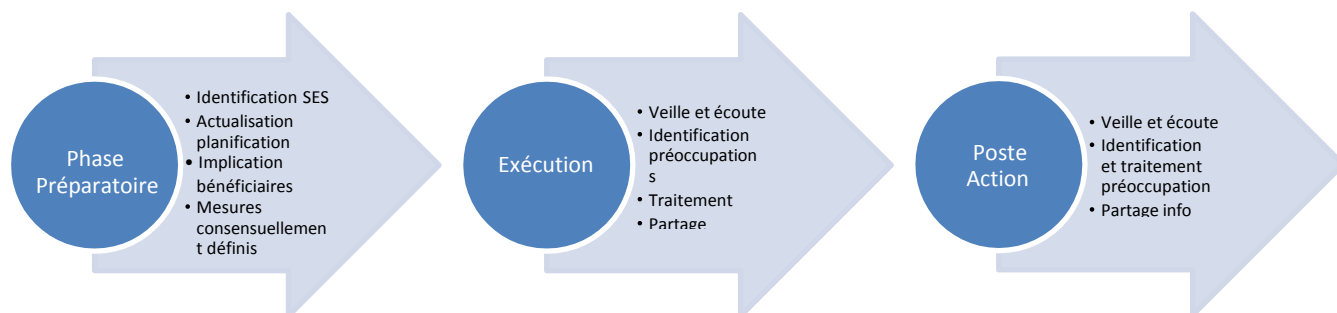 Phase
Préparatoire
• Identification SES
• Actualisation
planification
• Implication
bénéficiaires
• Mesures
consensuellemen
t définis
Exécution
• Veille et écoute
• Identification
préoccupation
s
• Traitement
• Partage
Poste
Action
• Veille et écoute
• Identification
et traitement
préoccupation
• Partage info